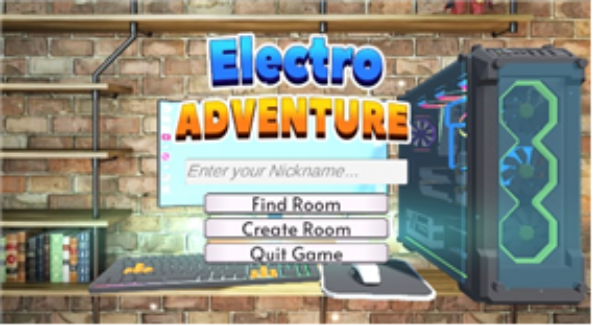 Electro
ADVENTURE
Enter your Nickname...
Find Room
Create Room
Quit Game